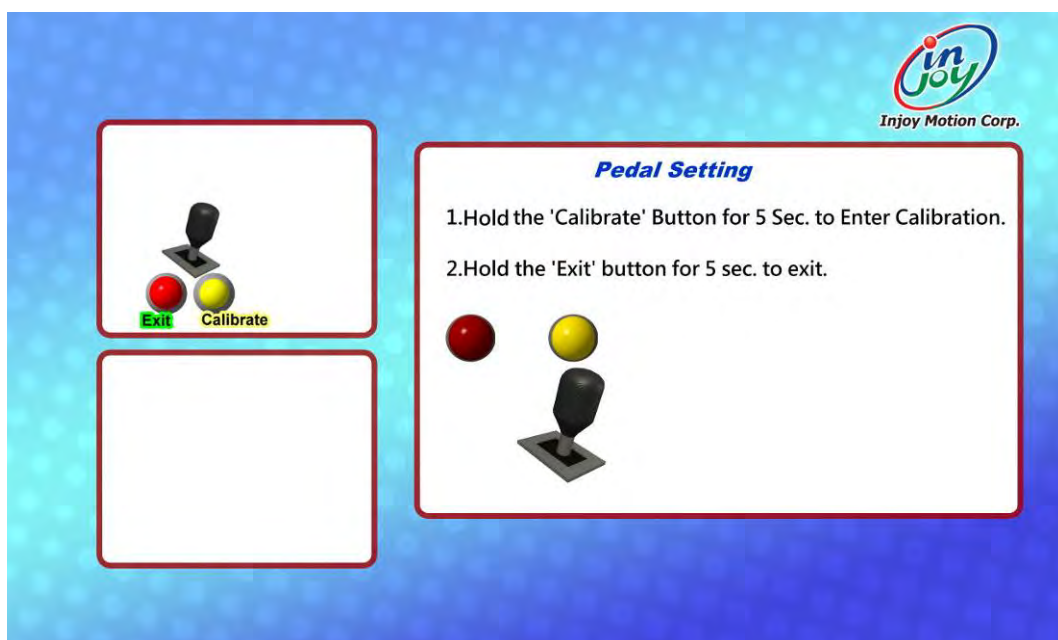 in
joy
Injoy Motion Corp.
Exit
Calibrate
Pedal Setting
1.Hold the 'Calibrate' Button for 5 Sec. to Enter Calibration.
2.Hold the 'Exit' button for 5 sec. to exit.